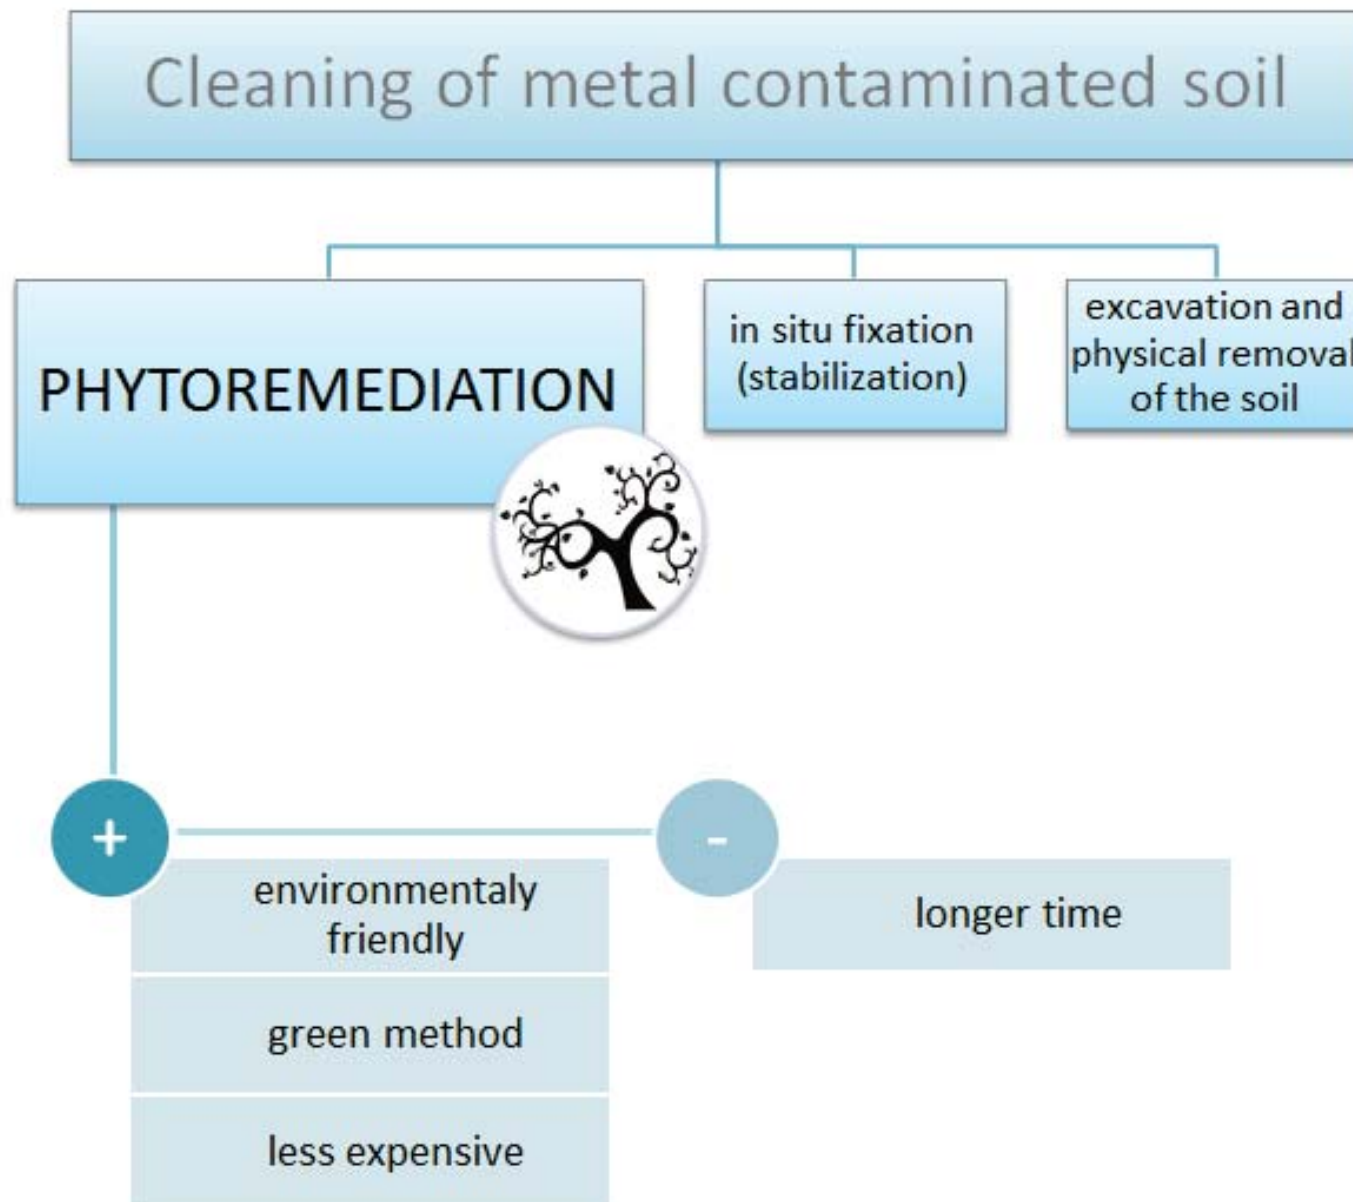 Cleaning of metal contaminated soil
PHYTOREMEDIATION
in situ fixation
(stabilization)
excavation and
physical removal
of the soil
+
-
environmentaly
friendly
green method
less expensive
longer time